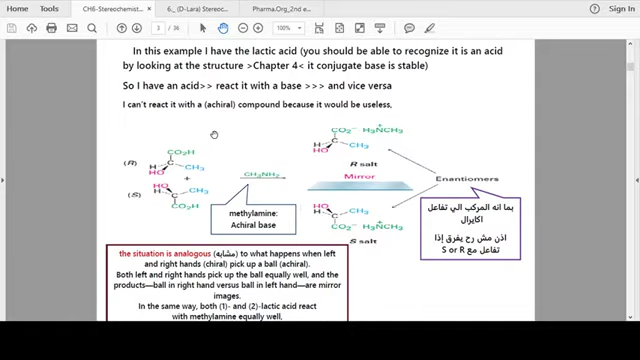 CH6-Stereochemist...
6._ (D-Lara) Stereoc...
Pharma.Org_2nd e...
3 / 36
100%
In this example I have the lactic acid (you should be able to recognize it is an acid
by looking at the structure >Chapter 4< it conjugate base is stable)
So I have an acid>> react it with a base >>> and vice versa
I can't react it with a (achiral) compound because it would be useless,
CO₂⁻ H₃N⁺CH₃
H
HO
C
CH₃
R salt
(R)
CO₂H
H
HO
C
CH₃
+
CH₃NH₂
Mirror
Enantiomers
(S)
HO
H
C
CH₃
CO₂H
methylamine:
Achiral base
HO
H
C
CH₃
CO₂⁻ H₃N⁺CH₃
S salt
بما انه المركب الي تفاعل
اكايرال
اذن مش رح يفرق إذا
تفاعل مع S or R
the situation is analogous (مشابه) to what happens when left
and right hands (chiral) pick up a ball (achiral).
Both left and right hands pick up the ball equally well, and the
products—ball in right hand versus ball in left hand—are mirror
images.
In the same way, both (1)- and (2)-lactic acid react
with methylamine equally well,